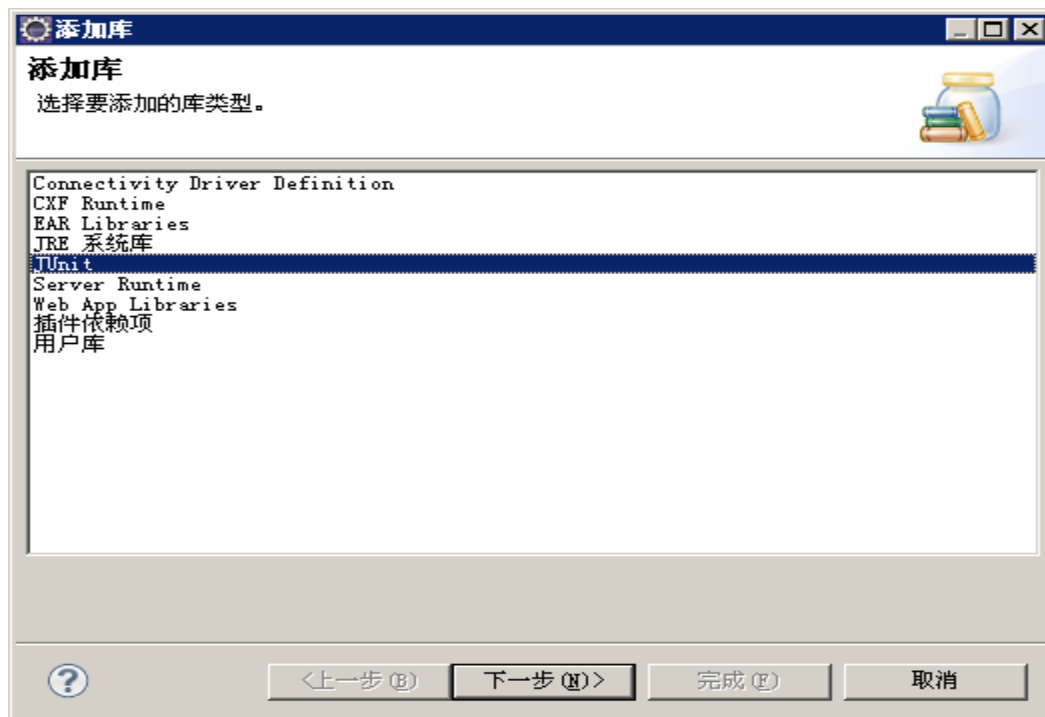 添加库
添加库
选择要添加的库类型。
Connectivity Driver Definition
CXF Runtime
EAR Libraries
JRE 系统库
JUnit
Server Runtime
Web App Libraries
插件依赖项
用户库
?
<上一步(B) 下一步(N)> 完成(F) 取消